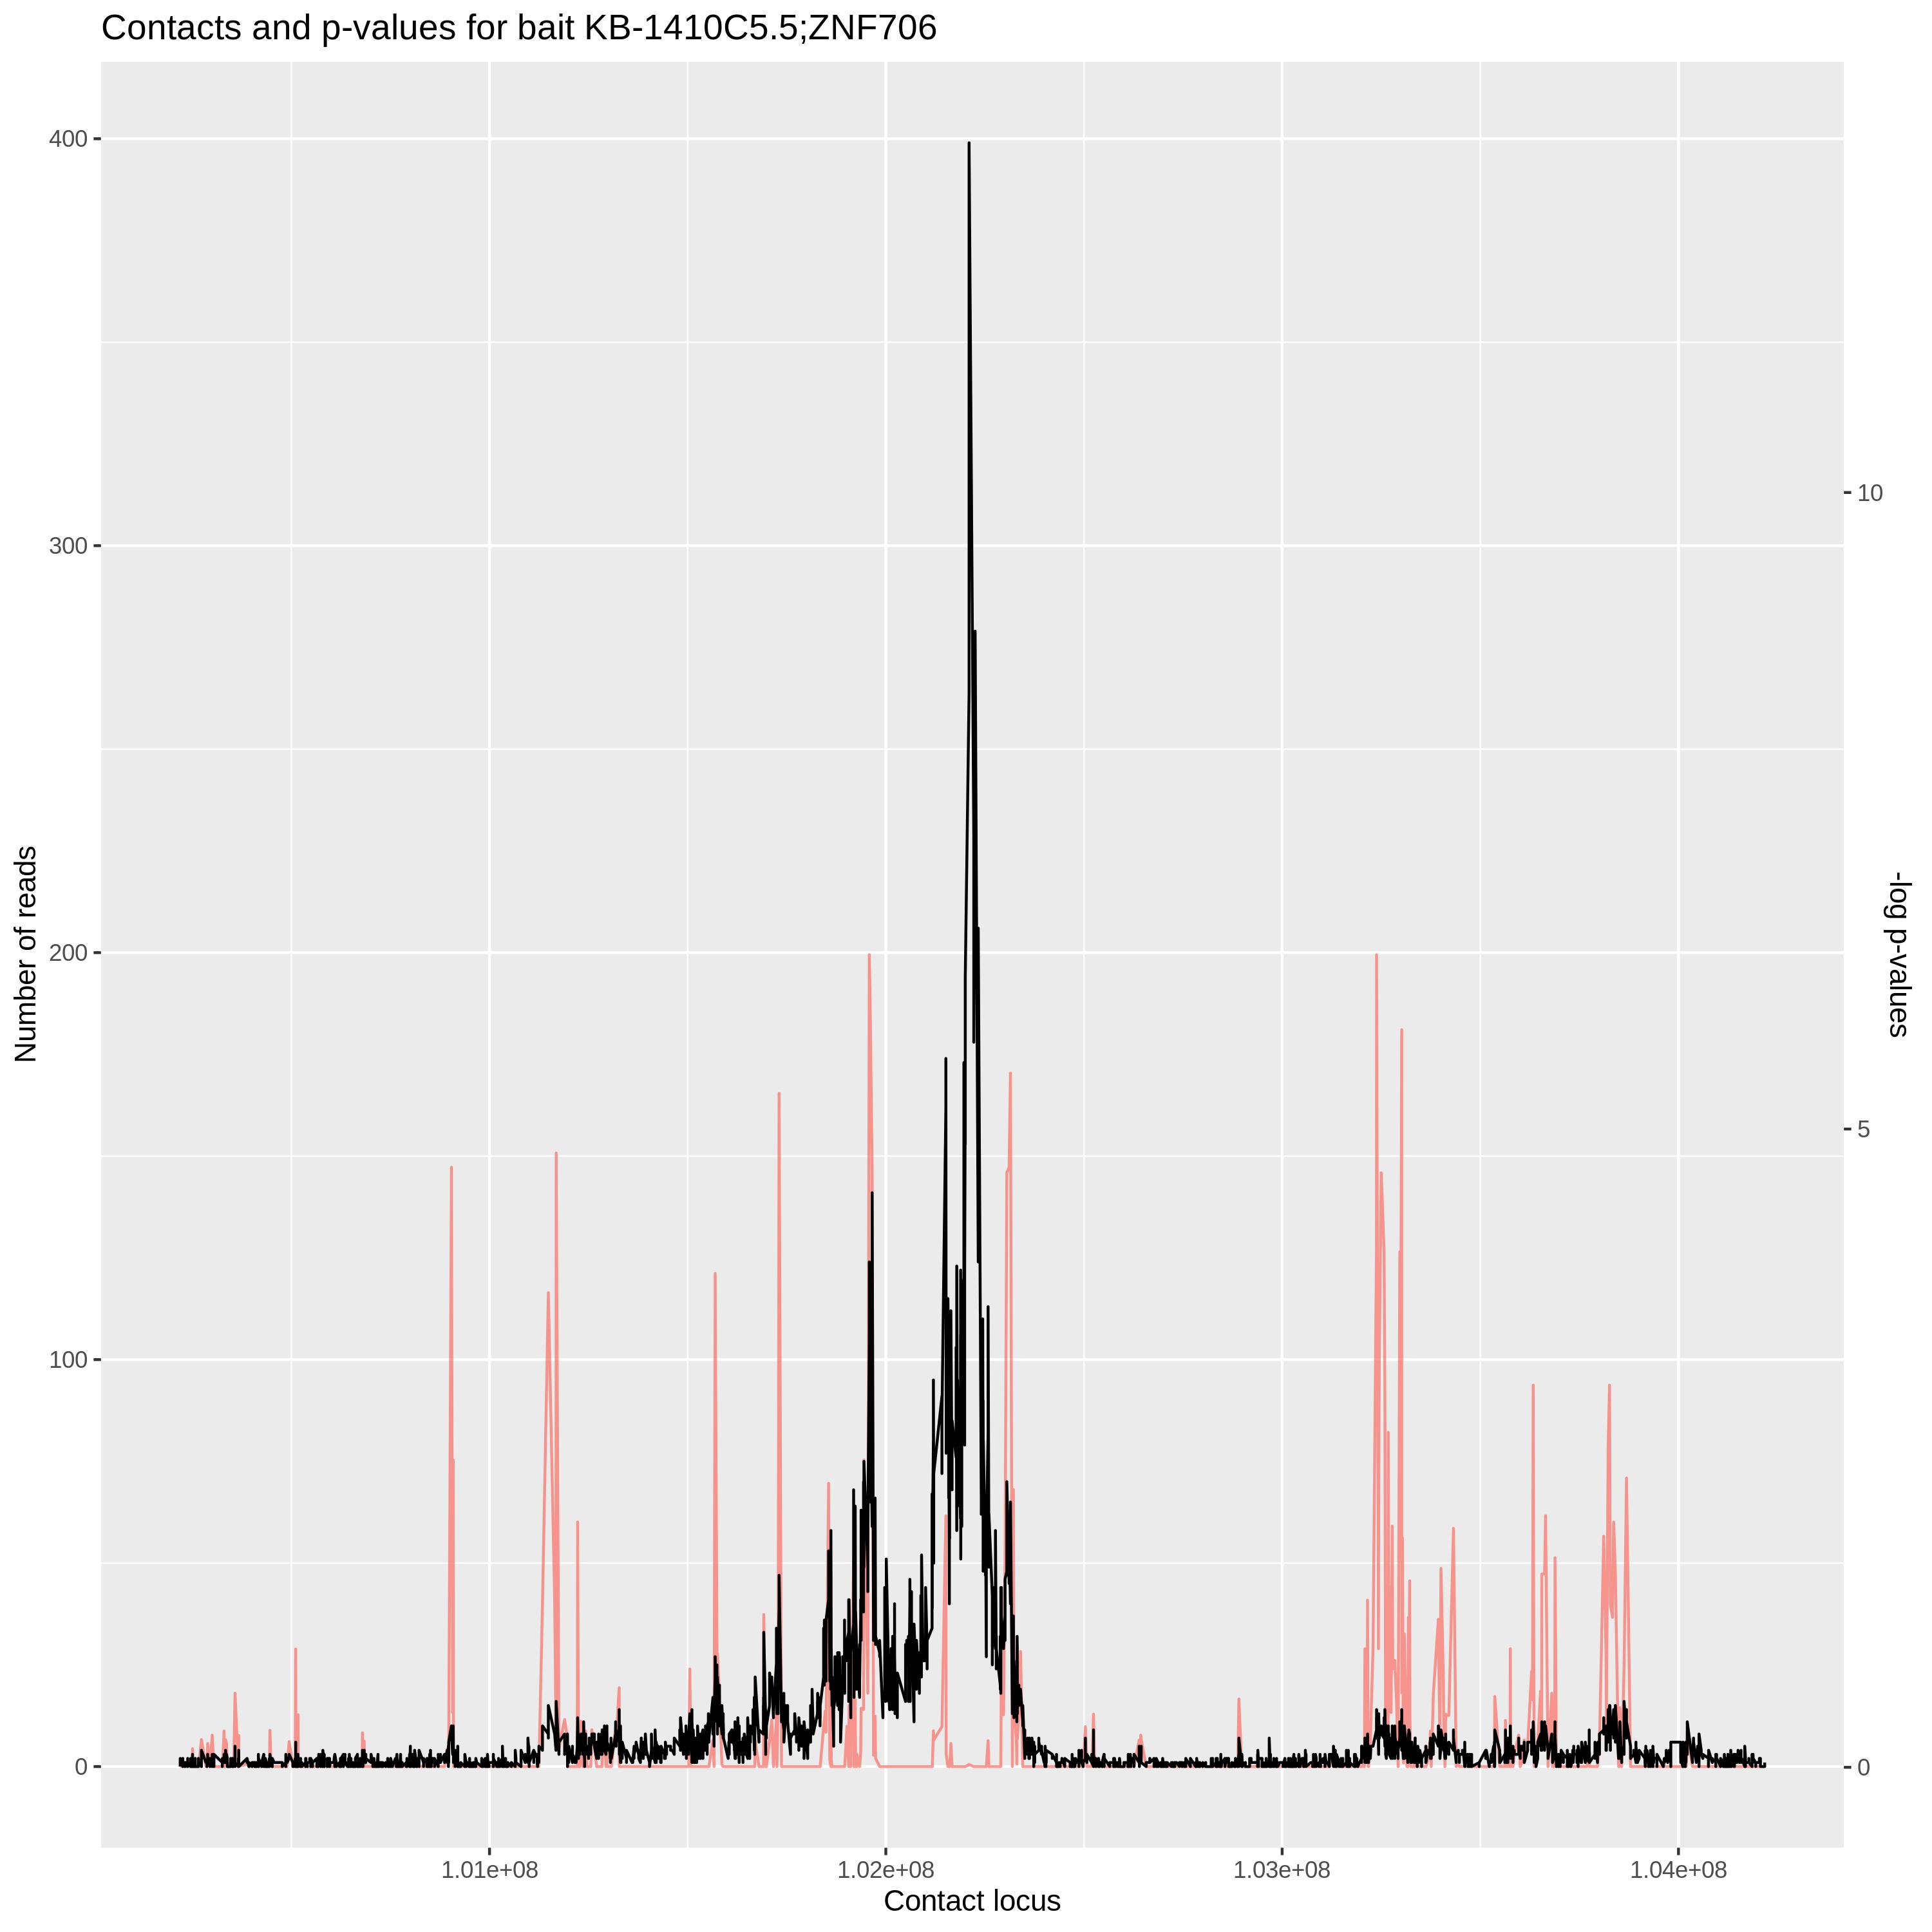 Contacts and p-values for bait KB-1410C5.5;ZNF706
400
300
200
100
0
Number of reads
10
5
0
-log p-values
1.01e+08
1.02e+08
1.03e+08
1.04e+08
Contact locus